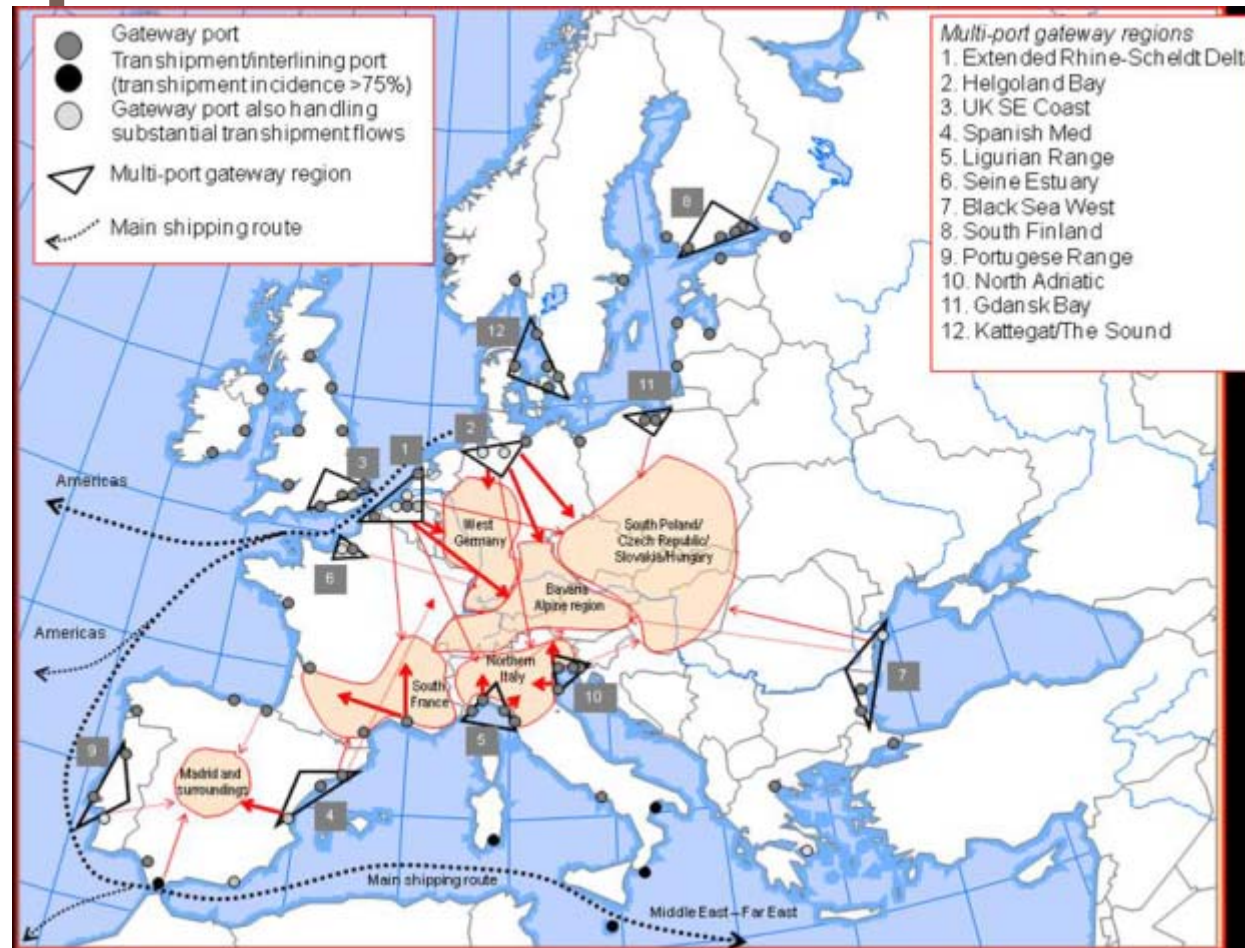 Gateway port
Transhipment/interlining port
(transhipment incidence >75%)
Gateway port also handling
substantial transhipment flows
Multi-port gateway region
Main shipping route
Multi-port gateway regions
1. Extended Rhine-Scheldt Delt
2. Helgoland Bay
3. UK SE Coast
4. Spanish Med
5. Ligurian Range
6. Seine Estuary
7. Black Sea West
8. South Finland
9. Portugese Range
10. North Adriatic
11. Gdansk Bay
12. Kattegat/The Sound
8
12
11
2
1
3
Americas
West
Germany
South Poland/
Czech Republic/
Slovakia/Hungary
6
Bavaria
Alpine region
Americas
Northern
Italy
South
France
7
10
5
9
Madrid and
surroundings
4
Main shipping route
Middle East – Far East